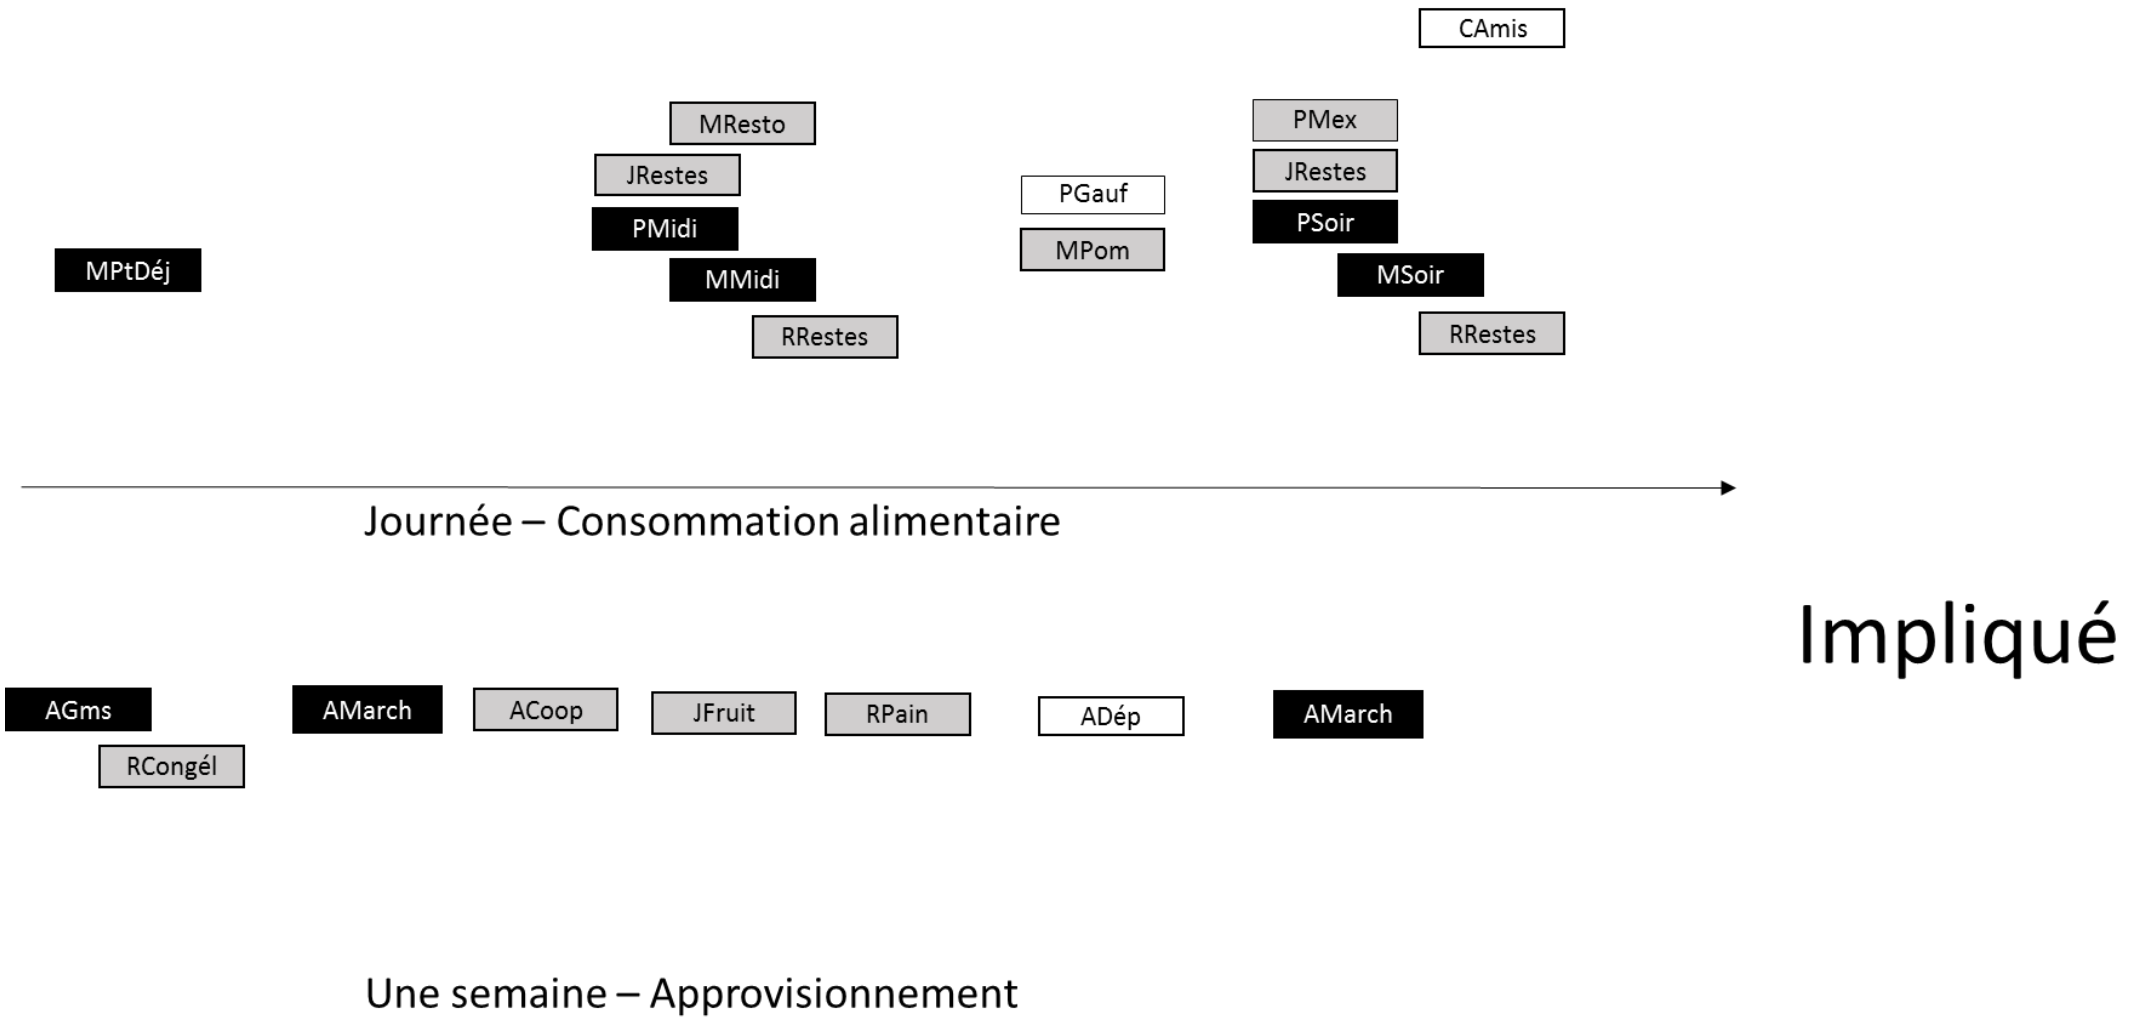 CAmis
MResto
PMex
JRestes
JRestes
PGauf
PMidi
PSoir
MPom
MPtDéj
MMidi
MSoir
RRestes
RRestes
Journée – Consommation alimentaire
Impliqué
AGms
AMarch
ACoop
JFruit
RPain
ADép
AMarch
RCongél
Une semaine – Approvisionnement